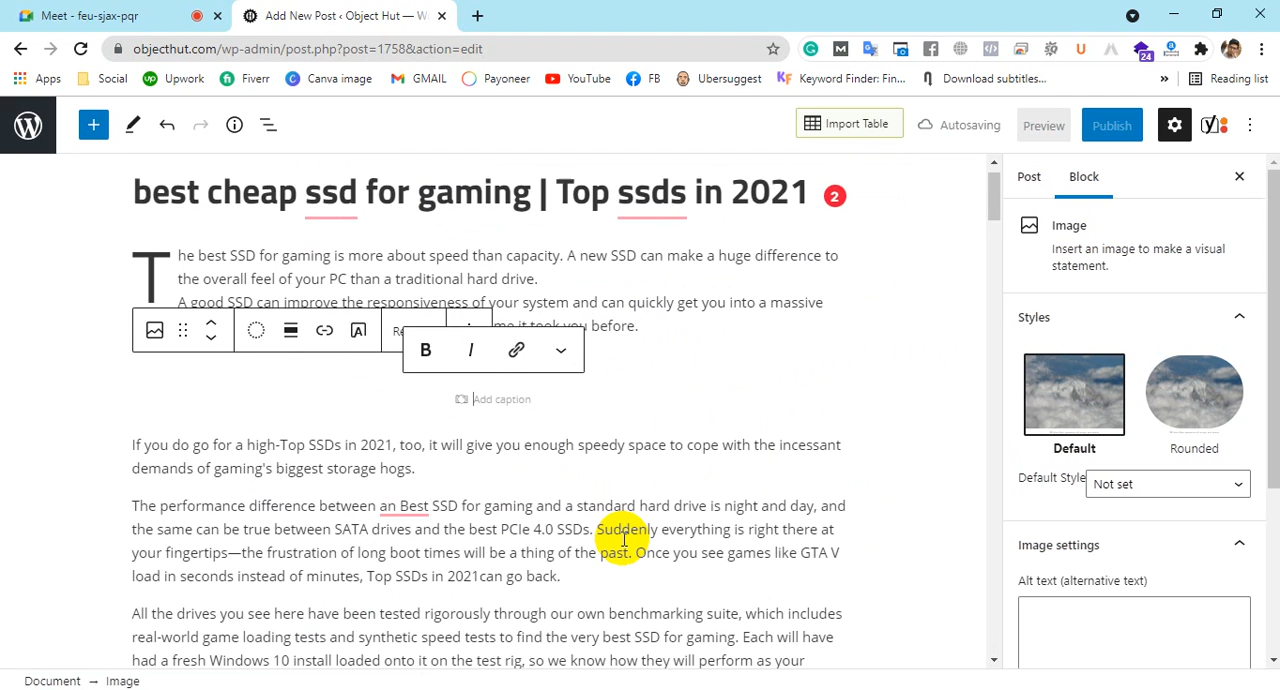 Meet - feu-sjax-pqr
Add New Post ‹ Object Hut — W
objecthut.com/wp-admin/post.php?post=1758&action=edit
24
Apps
Social
Upwork
Fiverr
Canva image
GMAIL
Payoneer
YouTube
FB
Ubersuggest
Keyword Finder: Fin...
Download subtitles...
»
Reading list
Import Table
Autosaving
Preview
Publish
best cheap ssd for gaming | Top ssds in 2021
2
The best SSD for gaming is more about speed than capacity. A new SSD can make a huge difference to
the overall feel of your PC than a traditional hard drive.
A good SSD can improve the responsiveness of your system and can quickly get you into a massive
me it took you before.
Re
B I
Add caption
If you do go for a high-Top SSDs in 2021, too, it will give you enough speedy space to cope with the incessant
demands of gaming's biggest storage hogs.
The performance difference between an Best SSD for gaming and a standard hard drive is night and day, and
the same can be true between SATA drives and the best PCIe 4.0 SSDs. Suddenly everything is right there at
your fingertips—the frustration of long boot times will be a thing of the past. Once you see games like GTA V
load in seconds instead of minutes, Top SSDs in 2021can go back.
All the drives you see here have been tested rigorously through our own benchmarking suite, which includes
real-world game loading tests and synthetic speed tests to find the very best SSD for gaming. Each will have
had a fresh Windows 10 install loaded onto it on the test rig, so we know how they will perform as your
Post
Block
Image
Insert an image to make a visual
statement.
Styles
Default
Rounded
Default Style
Not set
Image settings
Alt text (alternative text)
Document → Image